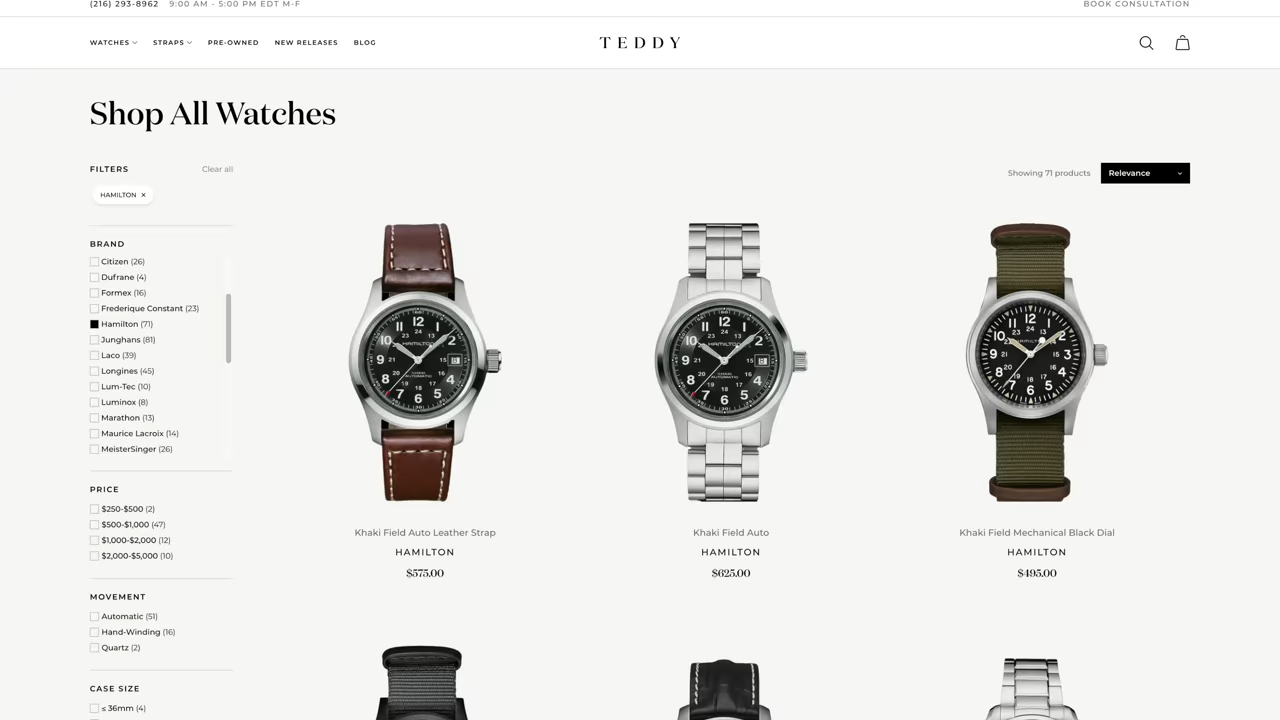 (216) 293-8962 9:00 AM - 5:00 PM EDT M-F
BOOK CONSULTATION
WATCHES STRAPS PRE-OWNED NEW RELEASES BLOG
TEDDY
Shop All Watches
FILTERS Clear all
HAMILTON ×
Showing 71 products Relevance
BRAND
Citizen (26)
Dufrane (4)
Formex (16)
Frederique Constant (23)
Hamilton (71)
Junghans (81)
Laco (39)
Longines (45)
Lum-Tec (10)
Luminox (8)
Marathon (13)
Maurice Lacroix (14)
MeisterSinger (26)
PRICE
$250-$500 (2)
$500-$1,000 (47)
$1,000-$2,000 (12)
$2,000-$5,000 (10)
MOVEMENT
Automatic (51)
Hand-Winding (16)
Quartz (2)
CASE SIZE
≤ 36mm
Khaki Field Auto Leather Strap
HAMILTON
$575.00
Khaki Field Auto
HAMILTON
$625.00
Khaki Field Mechanical Black Dial
HAMILTON
$495.00